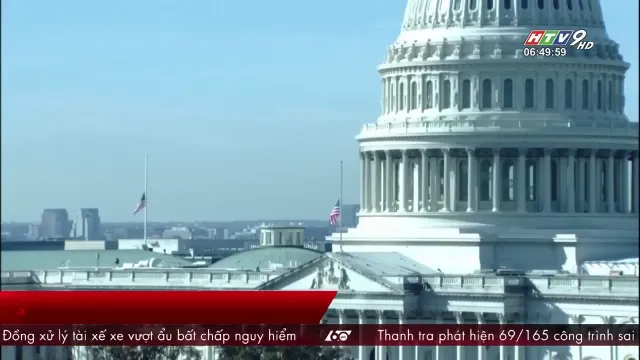 HTV9 HD
06:49:59
Đồng xử lý tài xế xe vượt ẩu bất chấp nguy hiểm 60 Thanh tra phát hiện 69/165 công trình sai